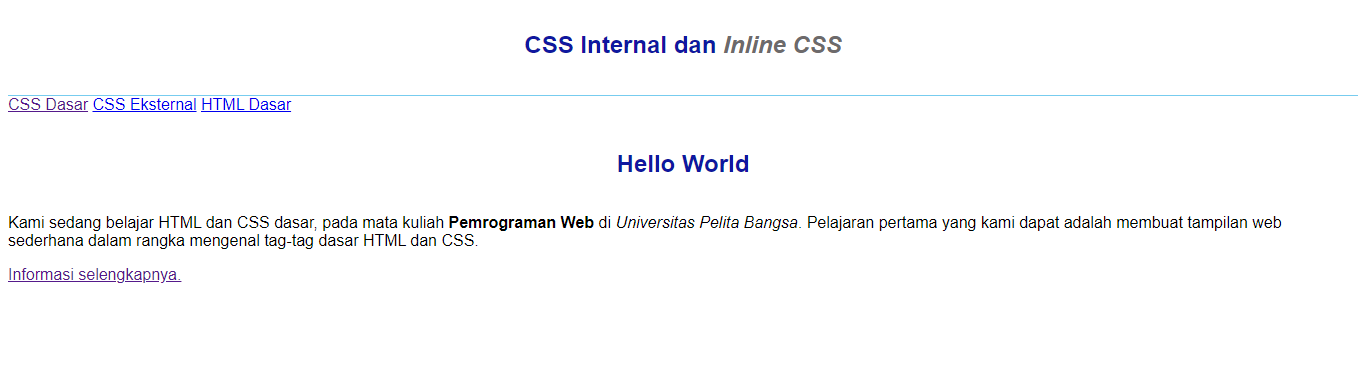 CSS Internal dan Inline CSS
CSS Dasar CSS Eksternal HTML Dasar
Hello World
Kami sedang belajar HTML dan CSS dasar, pada mata kuliah Pemrograman Web di Universitas Pelita Bangsa. Pelajaran pertama yang kami dapat adalah membuat tampilan web
sederhana dalam rangka mengenal tag-tag dasar HTML dan CSS.
Informasi selengkapnya.